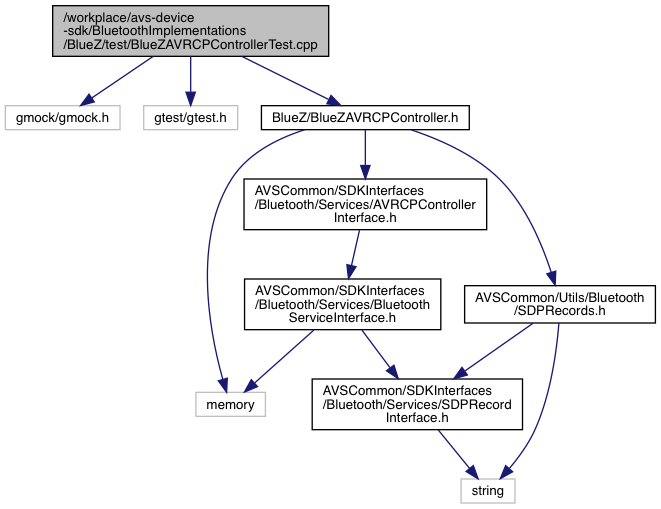 /workplace/avs-device
-sdk/BluetoothImplementations
/BlueZ/test/BlueZAVRCPControllerTest.cpp
gmock/gmock.h
gtest/gtest.h
BlueZ/BlueZAVRCPController.h
AVSCommon/SDKInterfaces
/Bluetooth/Services/AVRCPController
Interface.h
AVSCommon/SDKInterfaces
/Bluetooth/Services/Bluetooth
ServiceInterface.h
AVSCommon/Utils/Bluetooth
/SDPRecords.h
memory
AVSCommon/SDKInterfaces
/Bluetooth/Services/SDPRecord
Interface.h
string